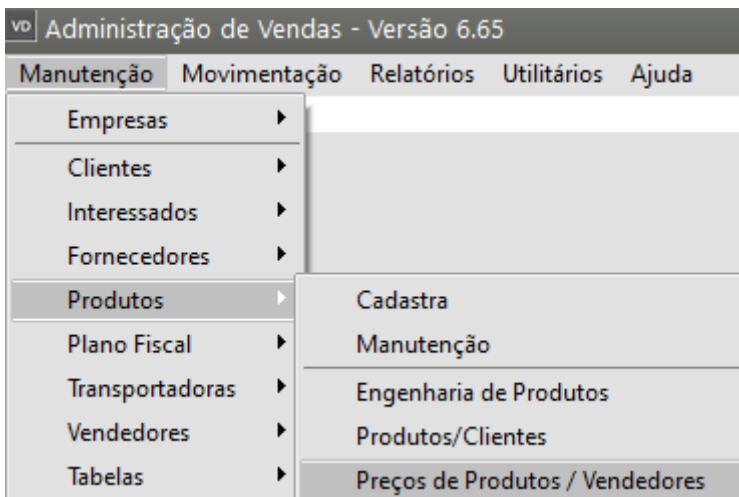 VD Administração de Vendas - Versão 6.65
Manutenção Movimentação Relatórios Utilitários Ajuda
Empresas
Clientes
Interessados
Fornecedores
Produtos
Cadastra
Plano Fiscal
Manutenção
Transportadoras
Engenharia de Produtos
Vendedores
Produtos/Clientes
Tabelas
Preços de Produtos / Vendedores